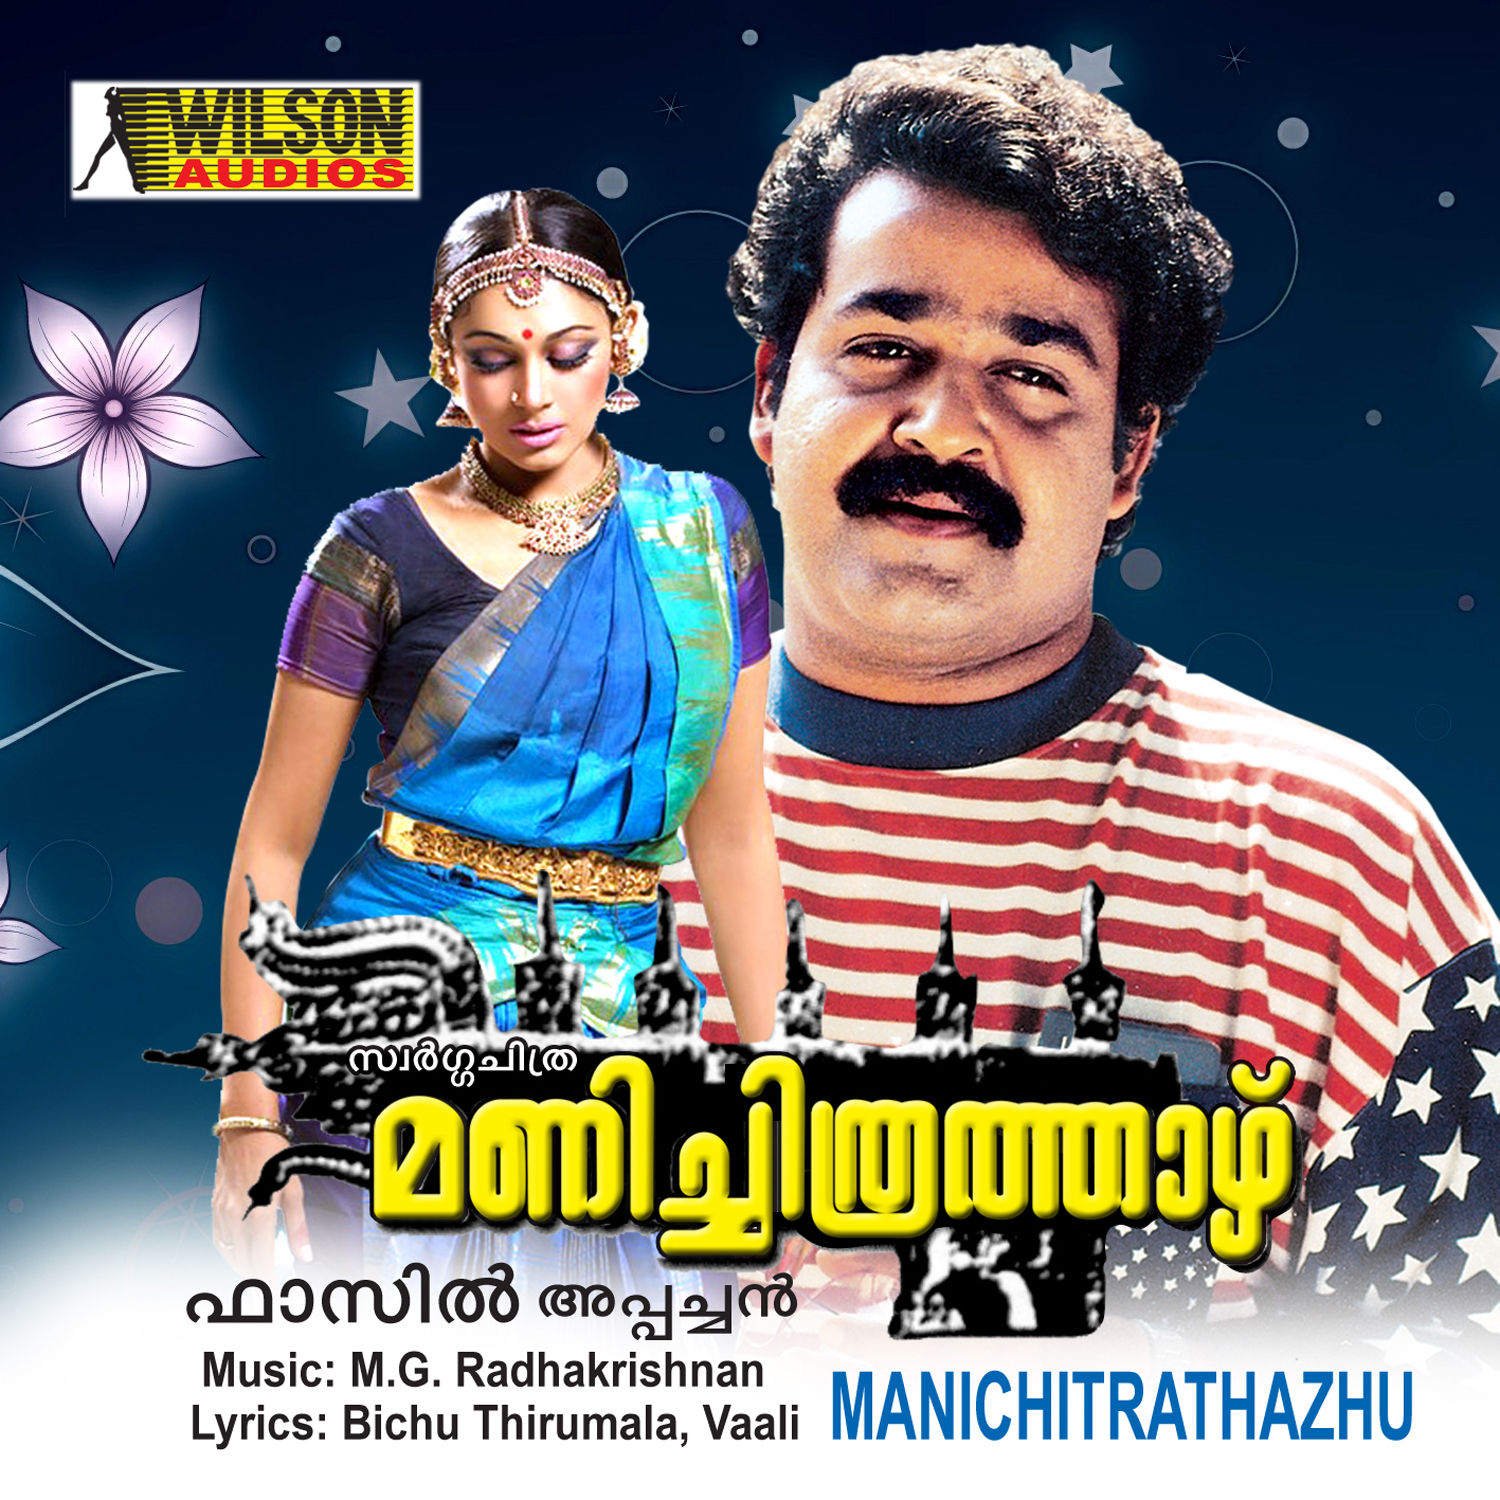 WILSON
AUDIOS
സ്വർഗ്ഗചിത്ര
മണിച്ചിത്രത്താഴ്
ഫാസിൽ അപ്പച്ചൻ
Music: M.G. Radhakrishnan
Lyrics: Bichu Thirumala, Vaali
MANICHITRATHAZHU